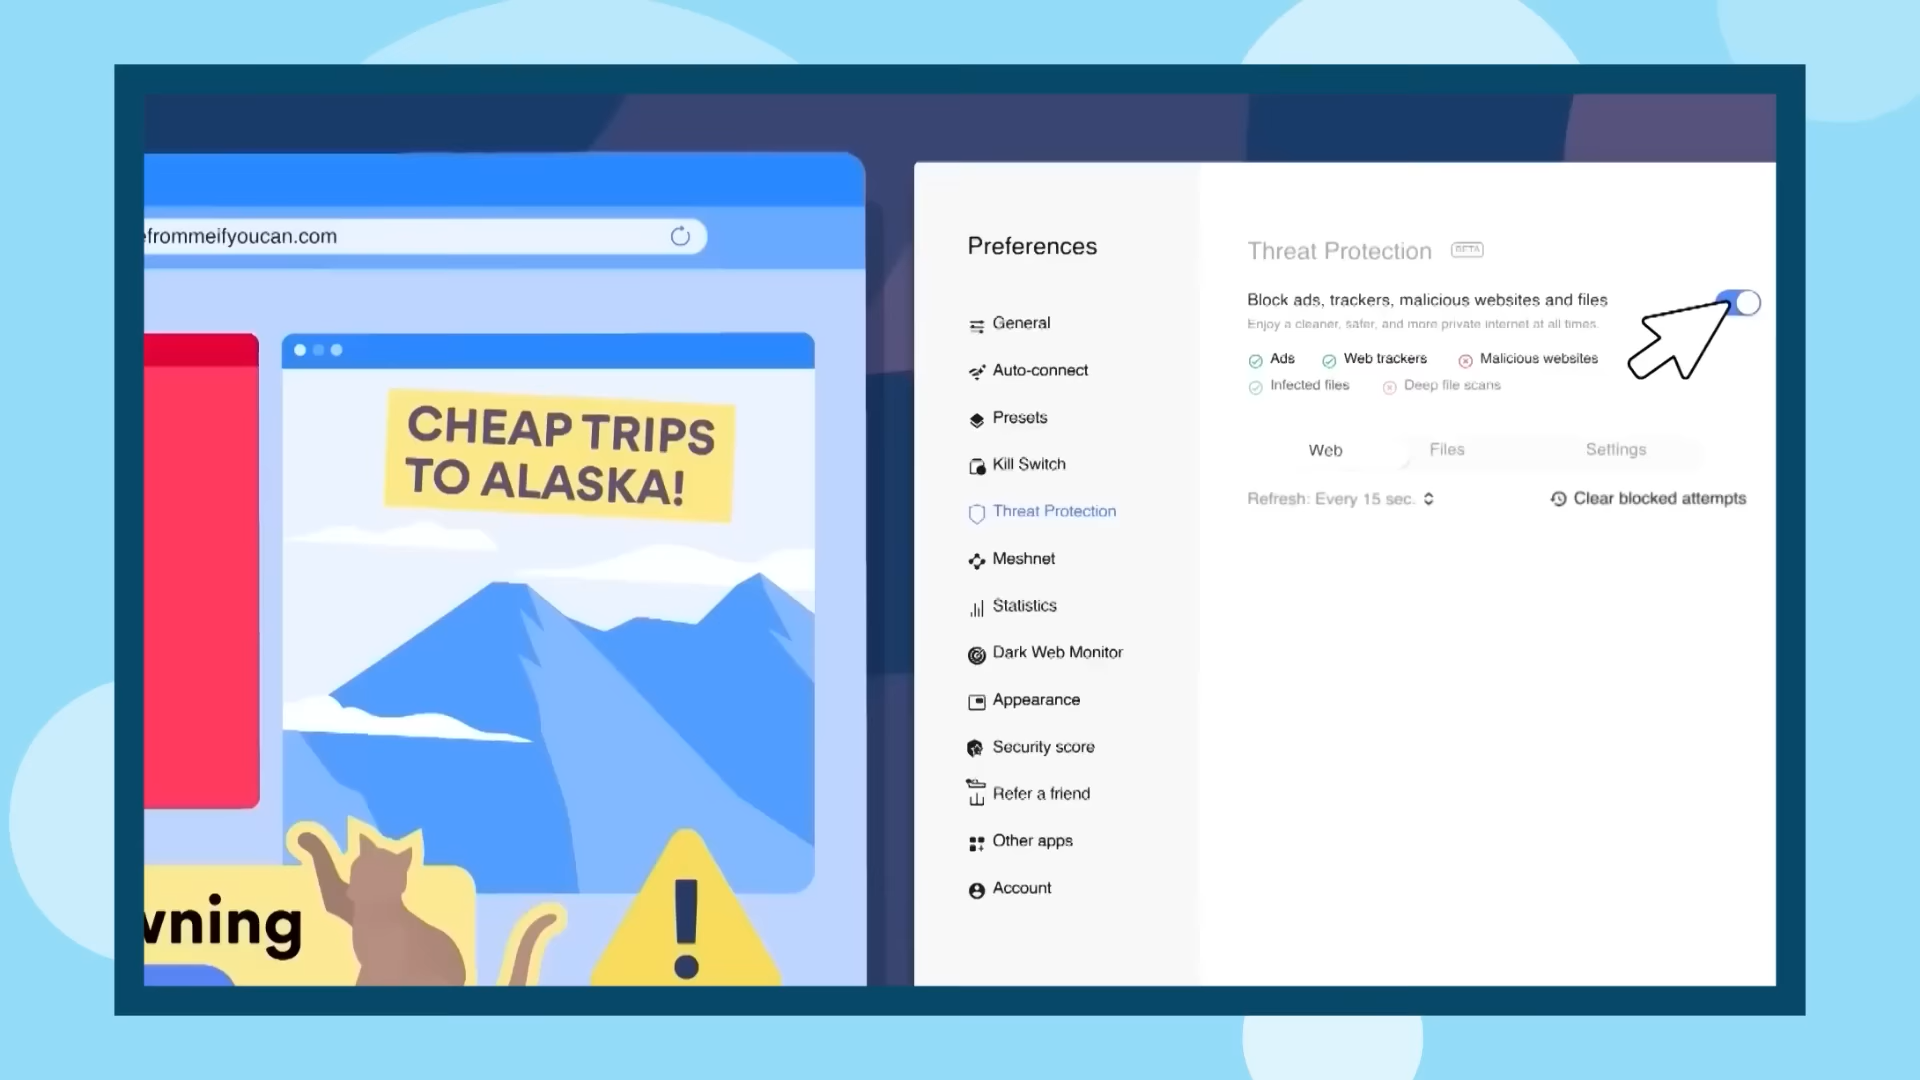 efrommeifyoucan.com
CHEAP TRIPS
TO ALASKA!
wning
Preferences
General
Auto-connect
Presets
Kill Switch
Threat Protection
Meshnet
Statistics
Dark Web Monitor
Appearance
Security score
Refer a friend
Other apps
Account
Threat Protection BETA
Block ads, trackers, malicious websites and files
Enjoy a cleaner, safer, and more private internet at all times.
Ads Web trackers Malicious websites
Infected files Deep file scans
Web Files Settings
Refresh: Every 15 sec. Clear blocked attempts